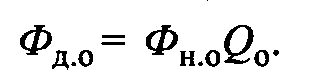 Φд.о = Φн.оQо.